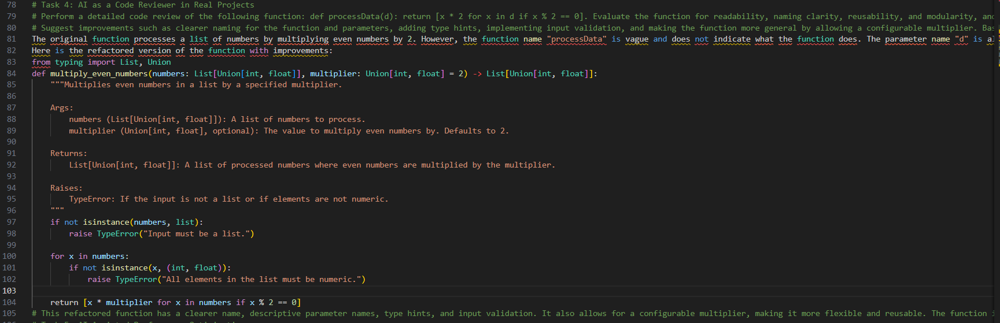 78 # Task 4: AI as a Code Reviewer in Real Projects
79 # Perform a detailed code review of the following function: def processData(d): return [x * 2 for x in d if x % 2 == 0]. Evaluate the function for readability, naming clarity, reusability, and modularity, and
80 # Suggest improvements such as clearer naming for the function and parameters, adding type hints, implementing input validation, and making the function more general by allowing a configurable multiplier. Bas
81 The original function processes a list of numbers by multiplying even numbers by 2. However, the function name "processData" is vague and does not indicate what the function does. The parameter name "d" is al
82 Here is the refactored version of the function with improvements:
83 from typing import List, Union
84 def multiply_even_numbers(numbers: List[Union[int, float]], multiplier: Union[int, float] = 2) -> List[Union[int, float]]:
85 """Multiplies even numbers in a list by a specified multiplier.
86
87 Args:
88 numbers (List[Union[int, float]]): A list of numbers to process.
89 multiplier (Union[int, float], optional): The value to multiply even numbers by. Defaults to 2.
90
91 Returns:
92 List[Union[int, float]]: A list of processed numbers where even numbers are multiplied by the multiplier.
93
94 Raises:
95 TypeError: If the input is not a list or if elements are not numeric.
96 """
97 if not isinstance(numbers, list):
98 raise TypeError("Input must be a list.")
99
100 for x in numbers:
101 if not isinstance(x, (int, float)):
102 raise TypeError("All elements in the list must be numeric.")
103
104 return [x * multiplier for x in numbers if x % 2 == 0]
105 # This refactored function has a clearer name, descriptive parameter names, type hints, and input validation. It also allows for a configurable multiplier, making it more flexible and reusable. The function i